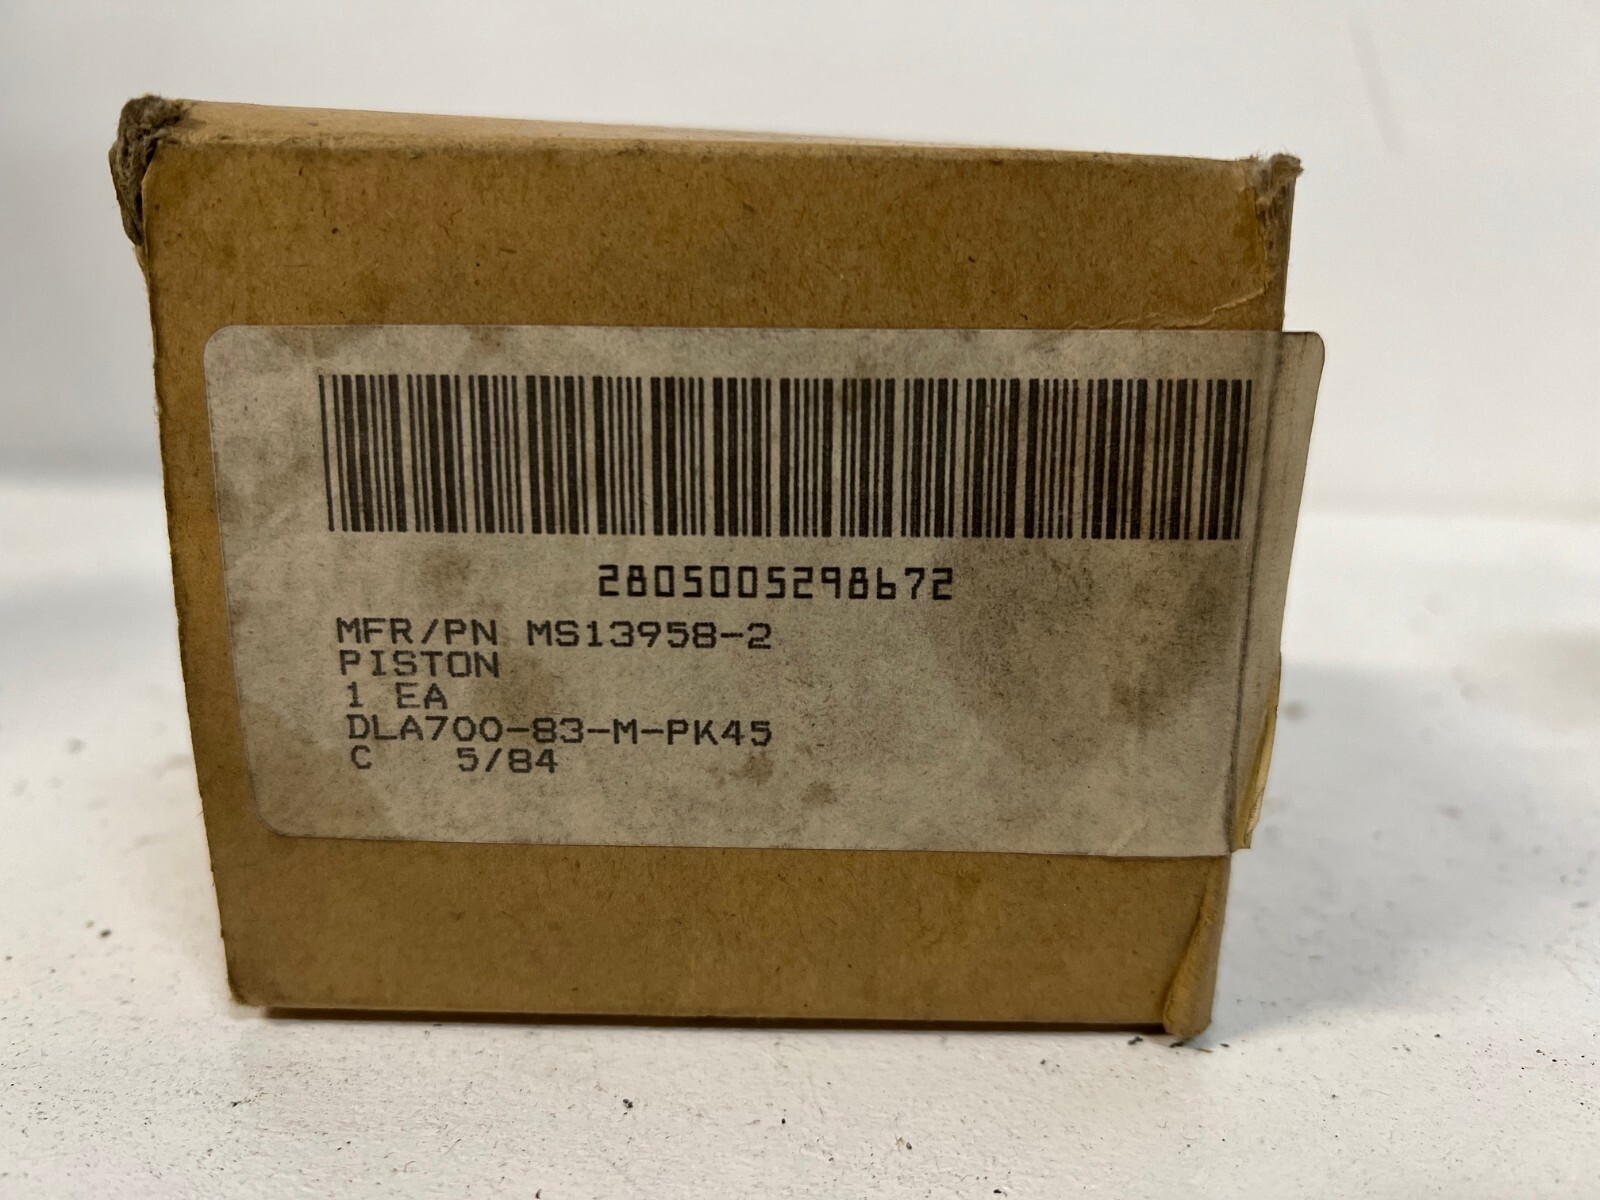 2805005298672
MFR/PN MS13958-2
PISTON
1 EA
DLA700-83-M-PK45
C 5/84